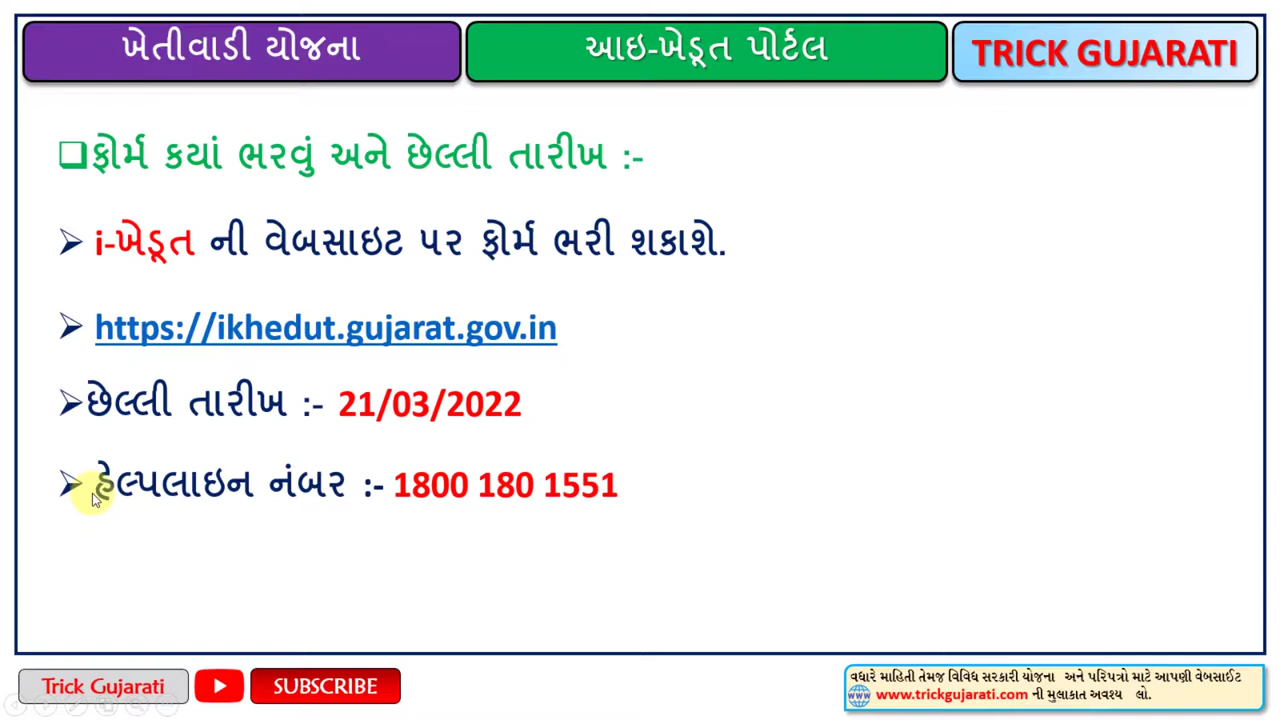 ખેતીવાડી યોજના
આઇ-ખેડૂત પોર્ટલ
TRICK GUJARATI
ફોર્મ કયાં ભરવું અને છેલ્લી તારીખ :-
i-ખેડૂત ની વેબસાઇટ પર ફોર્મ ભરી શકાશે.
https://ikhedut.gujarat.gov.in
છેલ્લી તારીખ :- 21/03/2022
હેલ્પલાઇન નંબર :- 1800 180 1551
Trick Gujarati
SUBSCRIBE
વધારે માહિતી તેમજ વિવિધ સરકારી યોજના અને પરિપત્રો માટે આપણી વેબસાઈટ
www.trickgujarati.com ની મુલાકાત અવશ્ય લો.